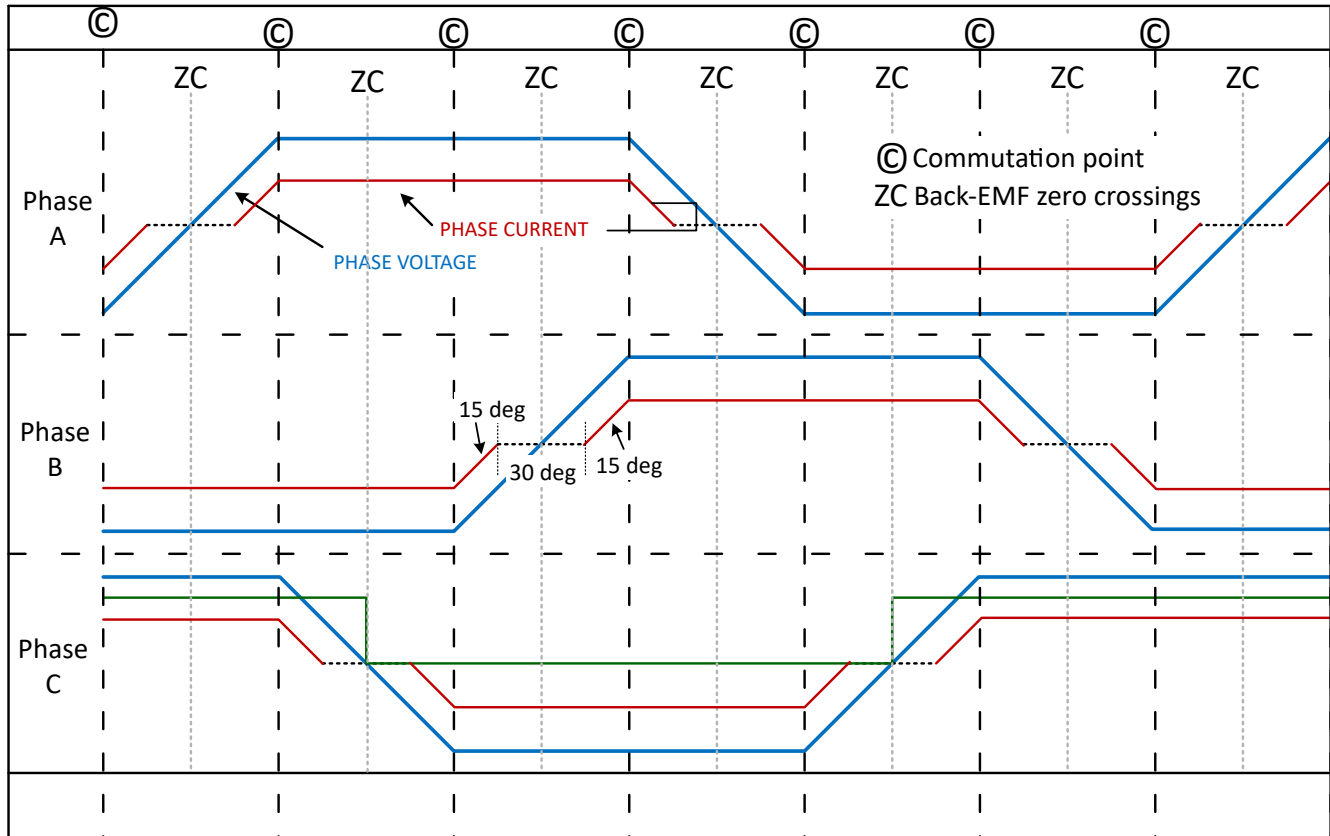 © © © © © © ©
ZC ZC ZC ZC ZC ZC ZC
© Commutation point
ZC Back-EMF zero crossings
Phase
A
PHASE CURRENT
PHASE VOLTAGE
Phase
B
15 deg
30 deg
15 deg
Phase
C